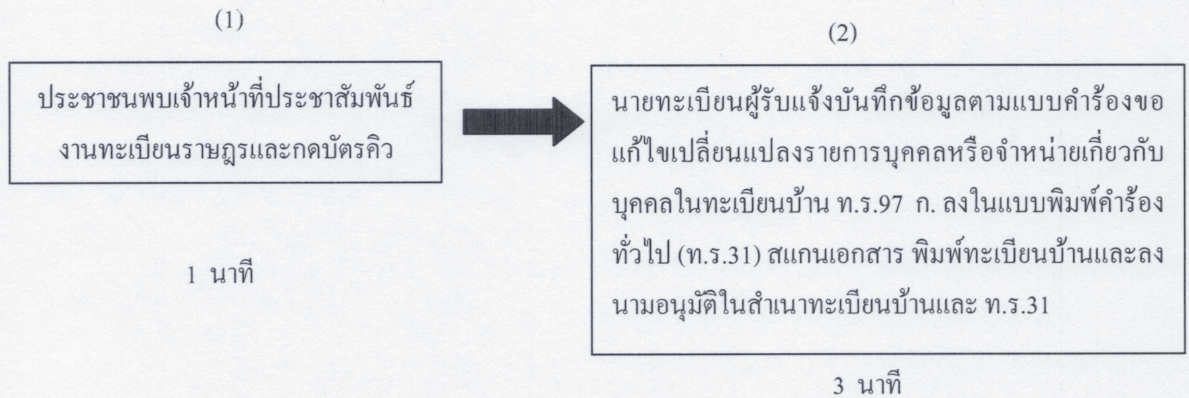 (1)
ประชาชนพบเจ้าหน้าที่ประชาสัมพันธ์
งานทะเบียนราษฎรและกดบัตรคิว
1 นาที
(2)
นายทะเบียนผู้รับแจ้งบันทึกข้อมูลตามแบบคำร้องขอ
แก้ไขเปลี่ยนแปลงรายการบุคคลหรือจำหน่ายเกี่ยวกับ
บุคคลในทะเบียนบ้าน ท.ร.97 ก. ลงในแบบพิมพ์คำร้อง
ทั่วไป (ท.ร.31) สแกนเอกสาร พิมพ์ทะเบียนบ้านและลง
นามอนุมัติในสำเนาทะเบียนบ้านและ ท.ร.31
3 นาที